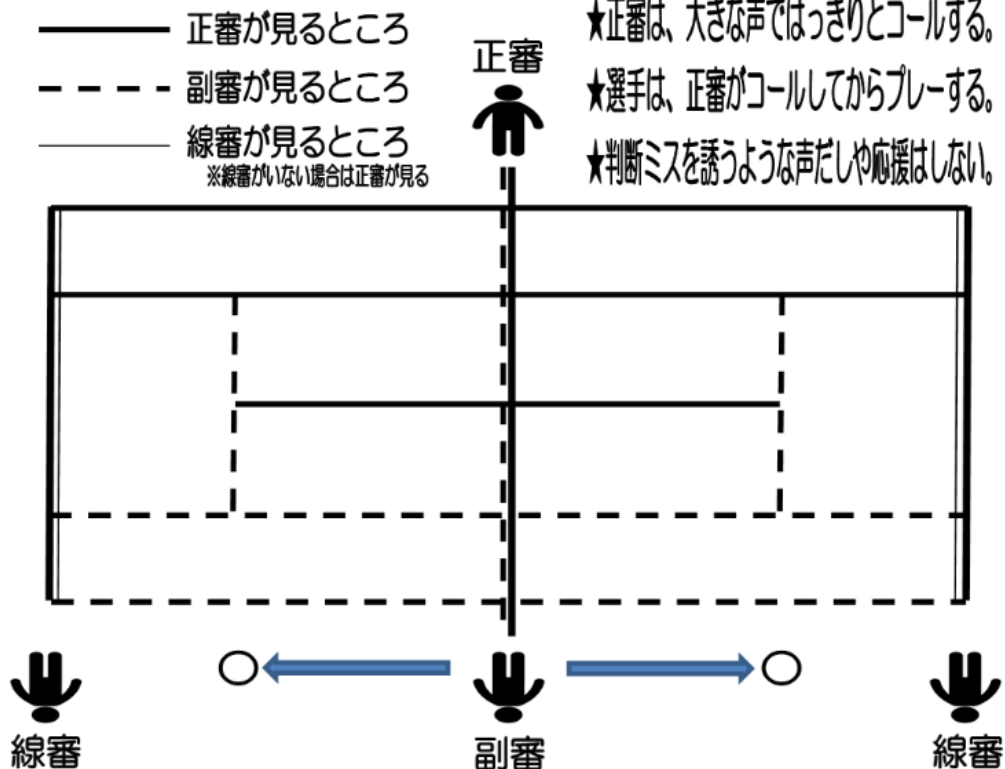 正審が見るところ
副審が見るところ
線審が見るところ
※線審がいない場合は正審が見る
正審
★正審は、大きな声ではっきりとコールする。
★選手は、正審がコールしてからプレーする。
★判断ミスを誘うような声だしや応援はしない。
線審
副審
線審